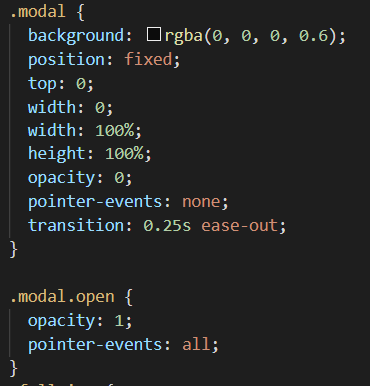 .modal {
background: rgba(0, 0, 0, 0.6);
position: fixed;
top: 0;
width: 0;
width: 100%;
height: 100%;
opacity: 0;
pointer-events: none;
transition: 0.25s ease-out;
}
.modal.open {
opacity: 1;
pointer-events: all;
}